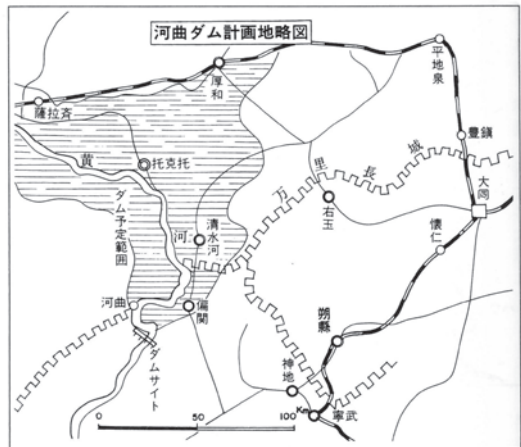 河曲ダム計画地略図
平地泉
厚和
薩拉斉
豊鎮
黄河
托克托
万里長城
大同
右玉
ダム予定範囲
清水河
懐仁
河曲
偏関
朔縣
ダムサイト
神地
寧武
Km
0
50
100